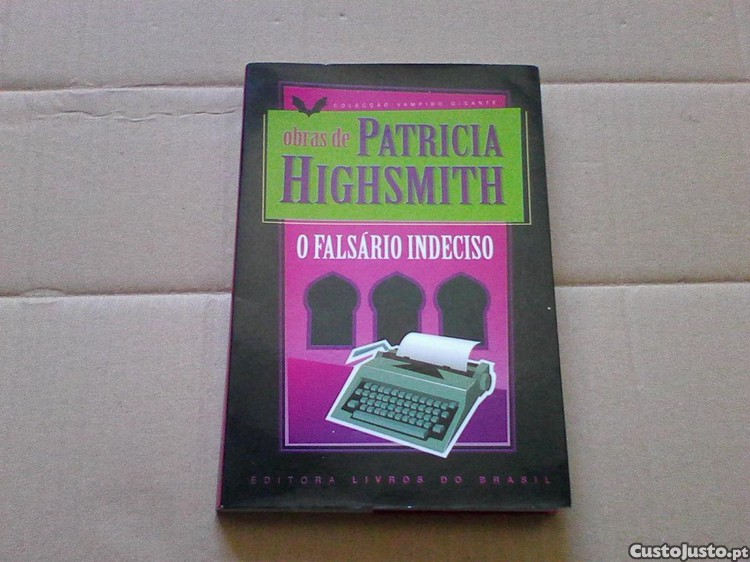 COLECÇÃO VAMPIRO GIGANTE
obras de PATRICIA
HIGHSMITH
O FALSÁRIO INDECISO
EDITORA LIVROS DO BRASIL
CustoJusto.pt